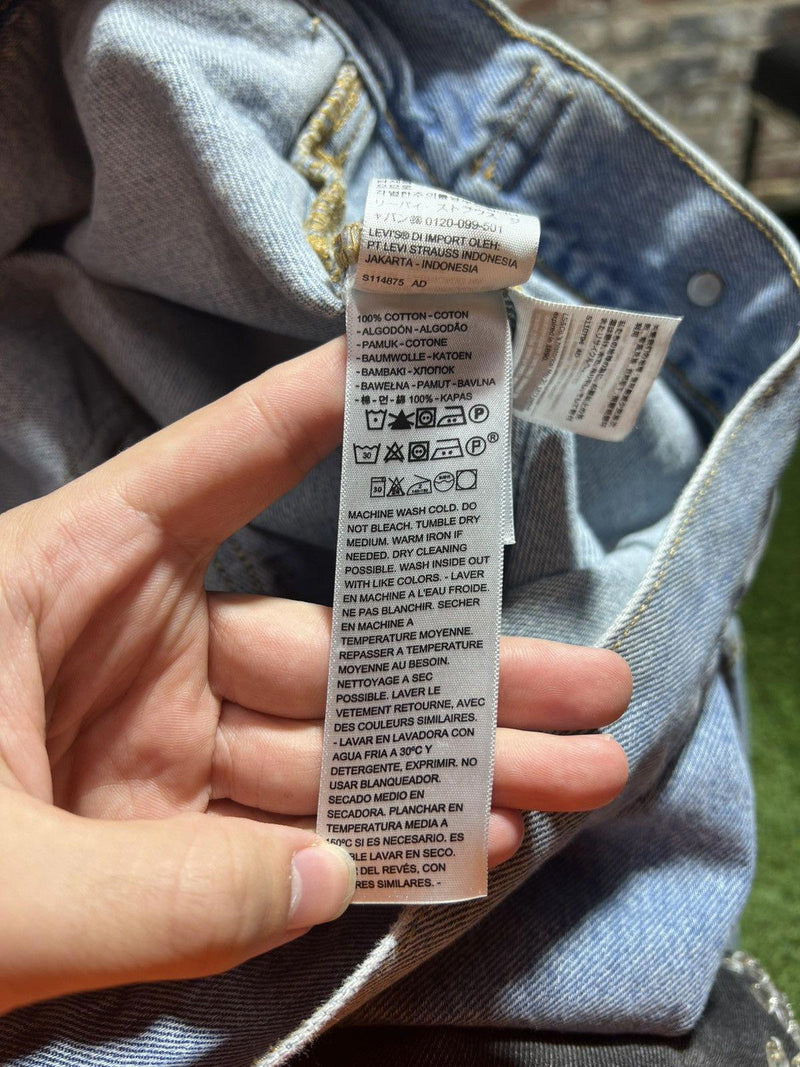 リーバイ・ストラウス
ャパン㈱ 0120-099-501
LEVI'S® DI IMPORT OLEH:
PT LEVI STRAUSS INDONESIA
JAKARTA - INDONESIA
S114875 AD
100% COTTON - COTON
- ALGODÓN - ALGODÃO
- PAMUK - COTONE
- BAUMWOLLE - KATOEN
- BAMBAKI - ХЛОПОК
- BAWEŁNA - PAMUT - BAVLNA
- 棉 - 면 - 綿 100% - KAPAS
P
30 P®
30
MACHINE WASH COLD. DO
NOT BLEACH. TUMBLE DRY
MEDIUM. WARM IRON IF
NEEDED. DRY CLEANING
POSSIBLE. WASH INSIDE OUT
WITH LIKE COLORS. - LAVER
EN MACHINE A L'EAU FROIDE.
NE PAS BLANCHIR. SECHER
EN MACHINE A
TEMPERATURE MOYENNE.
REPASSER A TEMPERATURE
MOYENNE AU BESOIN.
NETTOYAGE A SEC
POSSIBLE. LAVER LE
VETEMENT RETOURNE, AVEC
DES COULEURS SIMILAIRES.
- LAVAR EN LAVADORA CON
AGUA FRIA A 30ºC Y
DETERGENTE, EXPRIMIR. NO
USAR BLANQUEADOR.
SECADO MEDIO EN
SECADORA. PLANCHAR EN
TEMPERATURA MEDIA A
150ºC SI ES NECESARIO. ES
BLE LAVAR EN SECO.
R DEL REVÉS, CON
RES SIMILARES. -